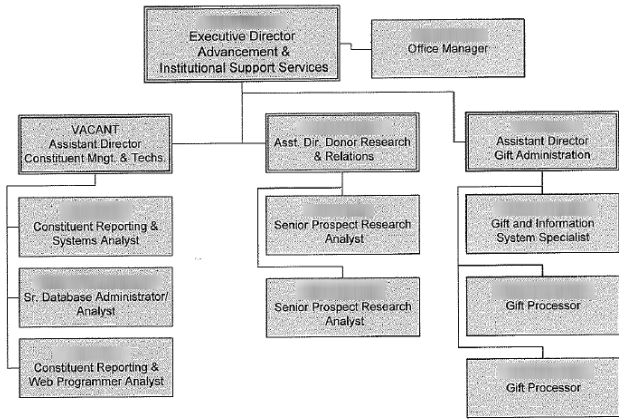 Executive Director
Advancement &
Institutional Support Services
Office Manager
VACANT
Assistant Director
Constituent Mngt. & Techs.
Asst. Dir. Donor Research
& Relations
Assistant Director
Gift Administration
Constituent Reporting &
Systems Analyst
Senior Prospect Research
Analyst
Gift and Information
System Specialist
Sr. Database Administrator/
Analyst
Senior Prospect Research
Analyst
Gift Processor
Constituent Reporting &
Web Programmer Analyst
Gift Processor